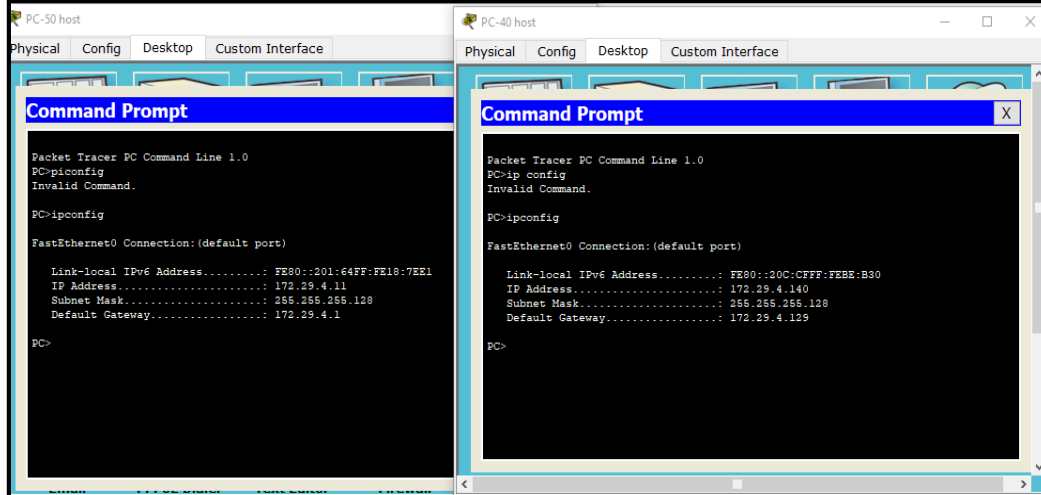 PC-50 host
Physical Config Desktop Custom Interface
Command Prompt
Packet Tracer PC Command Line 1.0
PC>piconfig
Invalid Command.
PC>ipconfig
FastEthernet0 Connection:(default port)
Link-local IPv6 Address.........: FE80::201:64FF:FE18:7EE1
IP Address......................: 172.29.4.11
Subnet Mask.....................: 255.255.255.128
Default Gateway.................: 172.29.4.1
PC>
PC-40 host
Physical Config Desktop Custom Interface
Command Prompt
X
Packet Tracer PC Command Line 1.0
PC>ip config
Invalid Command.
PC>ipconfig
FastEthernet0 Connection:(default port)
Link-local IPv6 Address.........: FE80::20C:CFFF:FEBE:B30
IP Address......................: 172.29.4.140
Subnet Mask.....................: 255.255.255.128
Default Gateway.................: 172.29.4.129
PC>